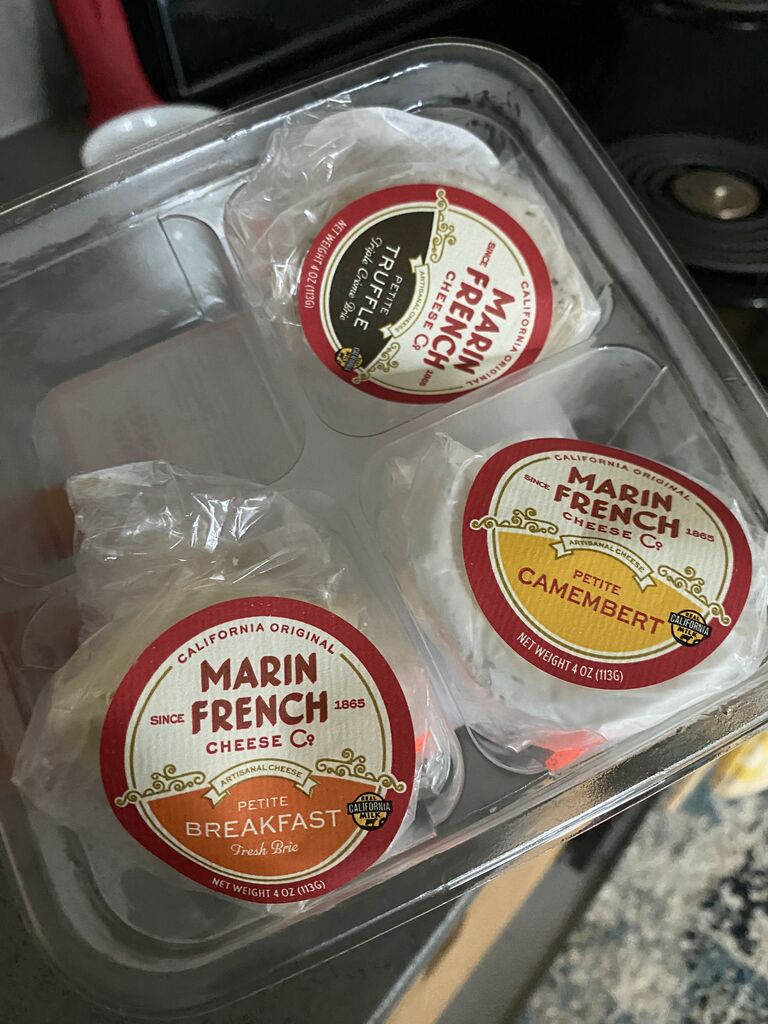 CALIFORNIA ORIGINAL
MARIN
FRENCH
SINCE 1865
CHEESE Co
ARTISANAL CHEESE
PETITE
TRUFFLE
Triple Crème Brie
NET WEIGHT 4 OZ (113G)
CALIFORNIA ORIGINAL
MARIN
SINCE FRENCH 1865
CHEESE Co
ARTISANAL CHEESE
PETITE
CAMEMBERT
REAL
CALIFORNIA
MILK
NET WEIGHT 4 OZ (113G)
CALIFORNIA ORIGINAL
MARIN
SINCE FRENCH 1865
CHEESE Co
ARTISANAL CHEESE
PETITE
BREAKFAST
Fresh Brie
REAL
CALIFORNIA
MILK
NET WEIGHT 4 OZ (113G)